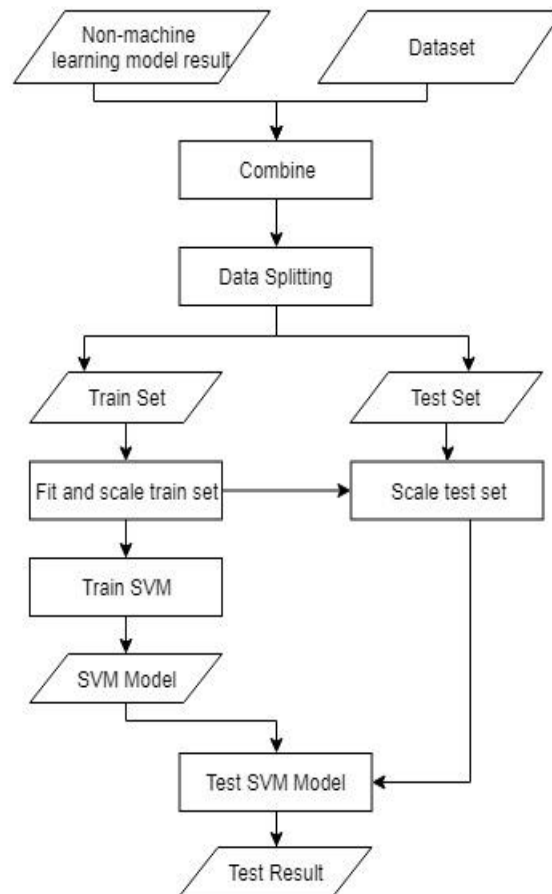 Non-machine
learning model result
Dataset
Combine
Data Splitting
Train Set
Test Set
Fit and scale train set
Scale test set
Train SVM
SVM Model
Test SVM Model
Test Result